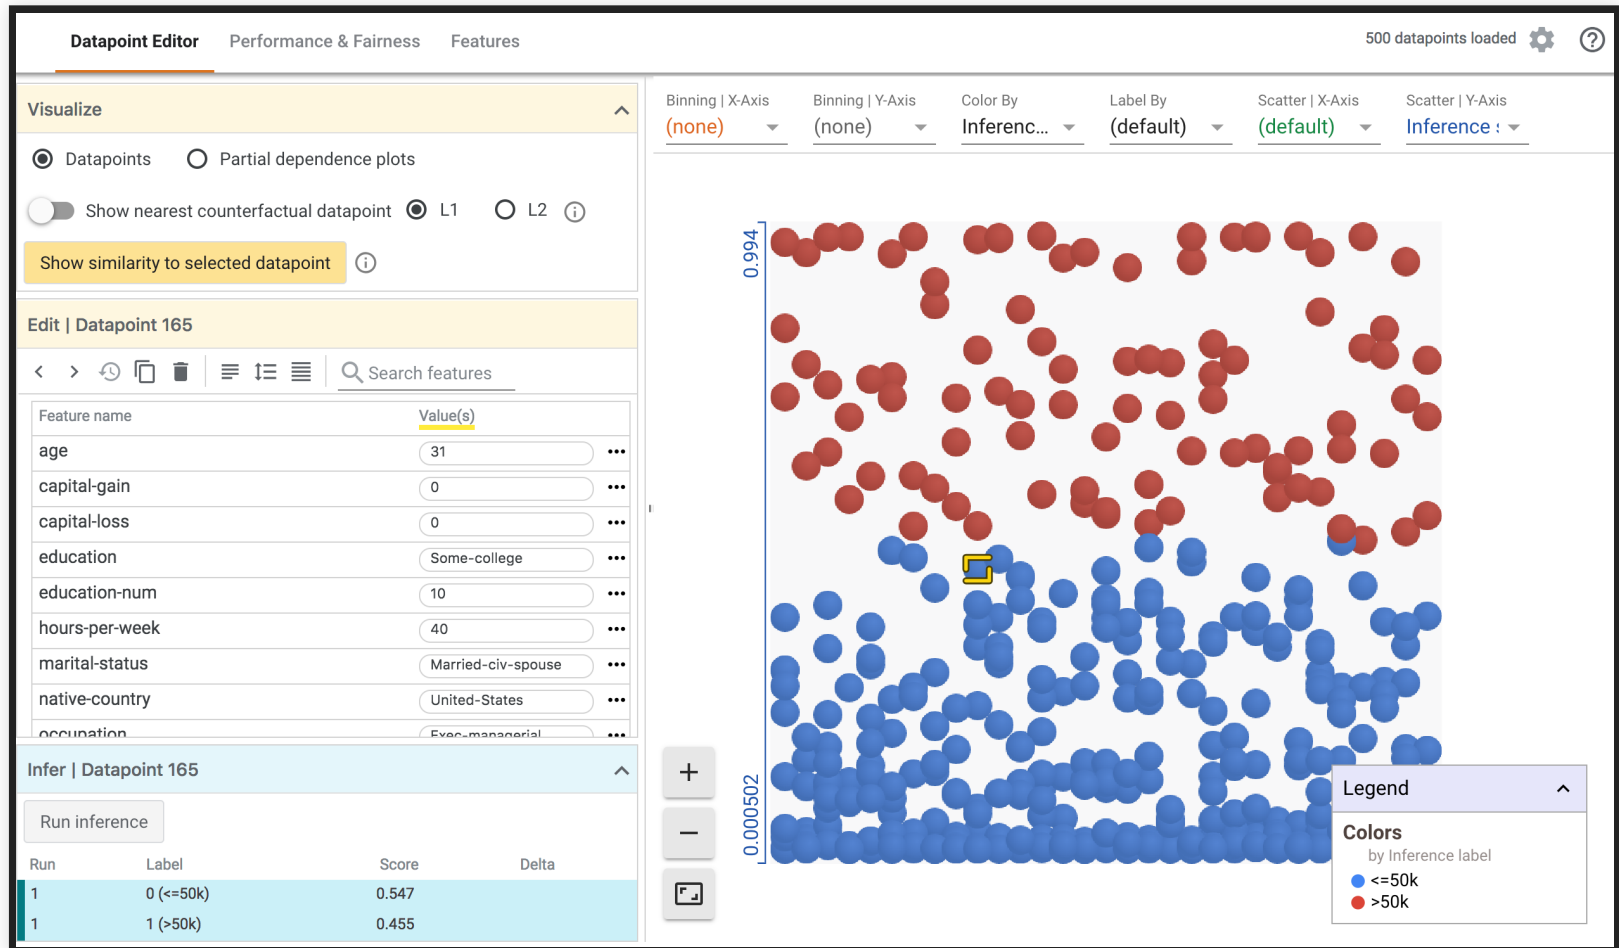 Datapoint Editor Performance & Fairness Features 500 datapoints loaded
Visualize
Datapoints Partial dependence plots
Show nearest counterfactual datapoint L1 L2
Show similarity to selected datapoint
Edit | Datapoint 165
Search features
Feature name Value(s)
age 31
capital-gain 0
capital-loss 0
education Some-college
education-num 10
hours-per-week 40
marital-status Married-civ-spouse
native-country United-States
occupation Exec-managerial
Infer | Datapoint 165
Run inference
Run Label Score Delta
1 0 (<=50k) 0.547
1 1 (>50k) 0.455
Binning | X-Axis Binning | Y-Axis Color By Label By Scatter | X-Axis Scatter | Y-Axis
(none) (none) Inferenc... (default) (default) Inference
0.994
0.000502
Legend
Colors
by Inference label
<=50k
>50k